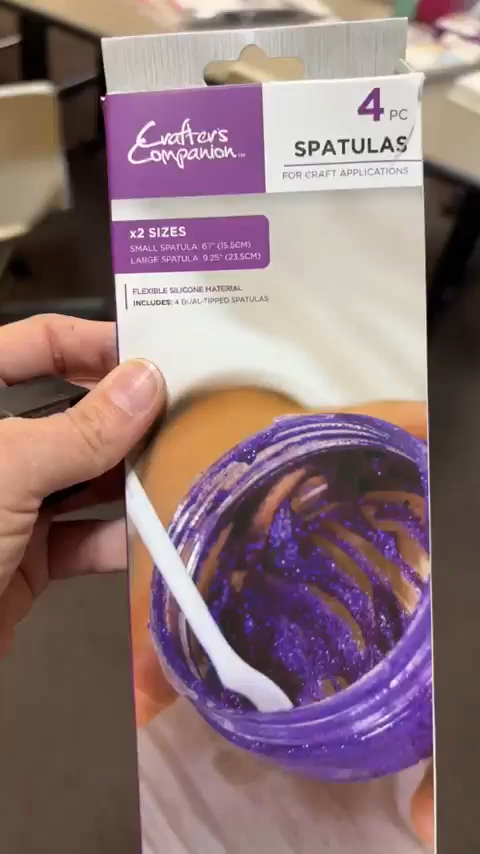 Crafter's
Companion™
4 PC
SPATULAS
FOR CRAFT APPLICATIONS
x2 SIZES
SMALL SPATULA: 6.1" (15.5CM)
LARGE SPATULA: 9.25" (23.5CM)
FLEXIBLE SILICONE MATERIAL
INCLUDES: 4 DUAL-TIPPED SPATULAS